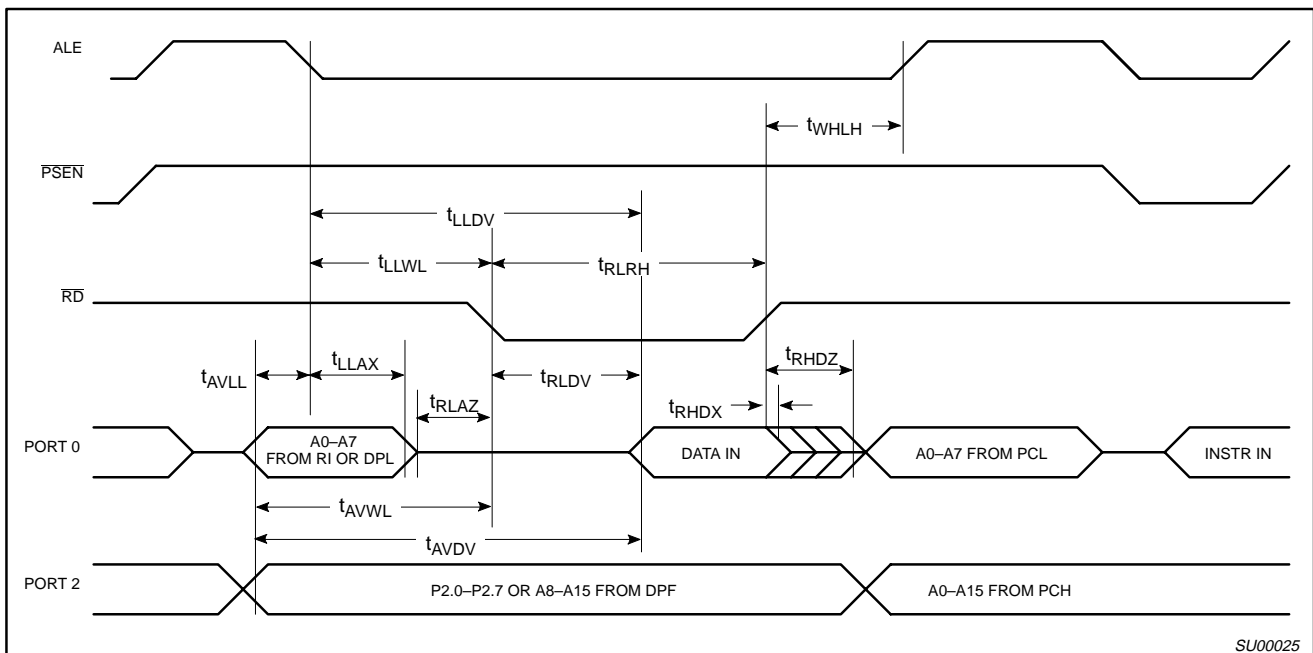 ALE
tWHLH
PSEN
tLLDV
tLLWL
tRLRH
RD
tAVLL
tLLAX
tRLAZ
tRLDV
tRHDZ
tRHDX
PORT 0
A0–A7
FROM RI OR DPL
DATA IN
A0–A7 FROM PCL
INSTR IN
tAVWL
tAVDV
PORT 2
P2.0–P2.7 OR A8–A15 FROM DPF
A0–A15 FROM PCH
SU00025